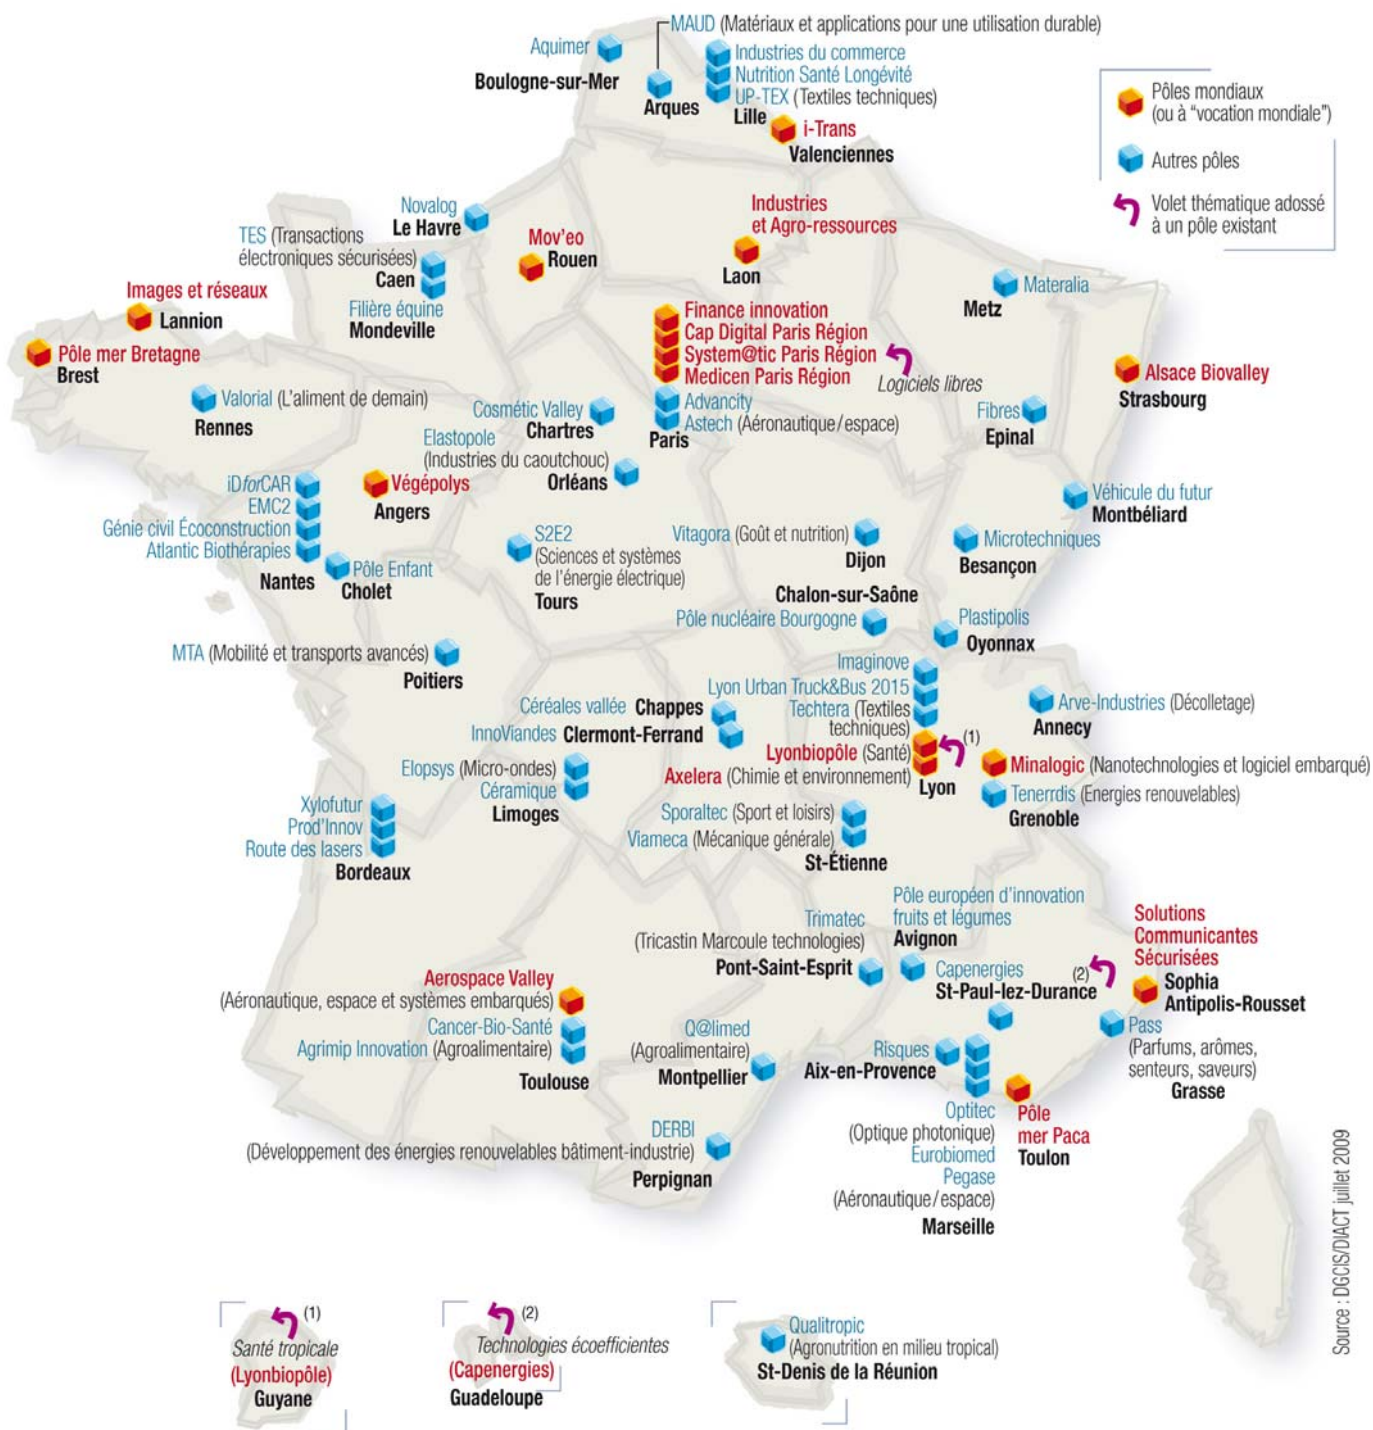 MAUD (Matériaux et applications pour une utilisation durable)
Aquimer
Boulogne-sur-Mer
Arques
Industries du commerce
Nutrition Santé Longévité
UP-TEX (Textiles techniques)
Lille
i-Trans
Valenciennes
Pôles mondiaux
(ou à “vocation mondiale”)
Autres pôles
Volet thématique adossé
à un pôle existant
Novalog
Le Havre
TES (Transactions
électroniques sécurisées)
Caen
Filière équine
Mondeville
Mov'eo
Rouen
Industries
et Agro-ressources
Laon
Materalia
Metz
Images et réseaux
Lannion
Pôle mer Bretagne
Brest
Valorial (L'aliment de demain)
Rennes
Finance innovation
Cap Digital Paris Région
System@tic Paris Région
Medicen Paris Région
Logiciels libres
Advancity
Astech (Aéronautique/espace)
Paris
Alsace Biovalley
Strasbourg
Fibres
Epinal
Cosmétic Valley
Chartres
Elastopole
(Industries du caoutchouc)
Orléans
iDforCAR
EMC2
Génie civil Écoconstruction
Atlantic Biothérapies
Nantes
Végépolys
Angers
Pôle Enfant
Cholet
S2E2
(Sciences et systèmes
de l'énergie électrique)
Tours
Véhicule du futur
Montbéliard
Vitagora (Goût et nutrition)
Dijon
Microtechniques
Besançon
Chalon-sur-Saône
Pôle nucléaire Bourgogne
Plastipolis
Oyonnax
MTA (Mobilité et transports avancés)
Poitiers
Imaginove
Lyon Urban Truck&Bus 2015
Techtera (Textiles
techniques)
Lyonbiopôle (Santé)
(1)
Axelera (Chimie et environnement)
Lyon
Arve-Industries (Décolletage)
Annecy
Céréales vallée Chappes
InnoViandes Clermont-Ferrand
Minalogic (Nanotechnologies et logiciel embarqué)
Tenerrdis (Energies renouvelables)
Grenoble
Elopsys (Micro-ondes)
Céramique
Limoges
Xylofutur
Prod'Innov
Route des lasers
Bordeaux
Sporaltec (Sport et loisirs)
Viameca (Mécanique générale)
St-Étienne
Trimatec
(Tricastin Marcoule technologies)
Pont-Saint-Esprit
Pôle européen d'innovation
fruits et légumes
Avignon
Capenergies
(2)
St-Paul-lez-Durance
Solutions
Communicantes
Sécurisées
Sophia
Antipolis-Rousset
Aerospace Valley
(Aéronautique, espace et systèmes embarqués)
Cancer-Bio-Santé
Agrimip Innovation (Agroalimentaire)
Toulouse
Q@limed
(Agroalimentaire)
Montpellier
Risques
Aix-en-Provence
Pass
(Parfums, arômes,
senteurs, saveurs)
Grasse
Optitec
(Optique photonique)
Eurobiomed
Pegase
(Aéronautique/espace)
Marseille
Pôle
mer Paca
Toulon
DERBI
(Développement des énergies renouvelables bâtiment-industrie)
Perpignan
Source : DGCIS/DIACT juillet 2009
(1)
Santé tropicale
(Lyonbiopôle)
Guyane
(2)
Technologies écoefficientes
(Capenergies)
Guadeloupe
Qualitropic
(Agronutrition en milieu tropical)
St-Denis de la Réunion